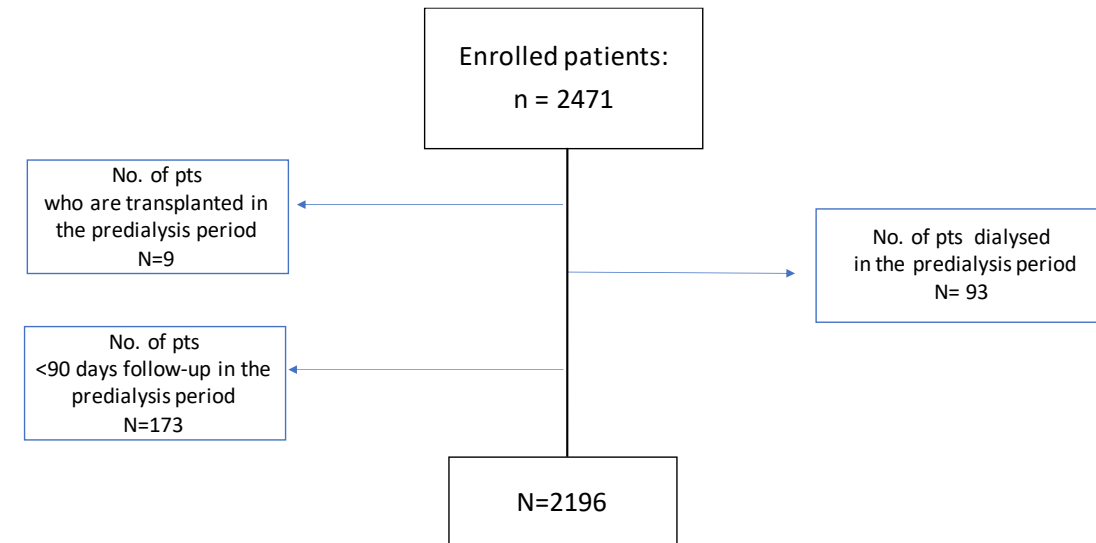 Enrolled patients:
n = 2471
No. of pts
who are transplanted in
the predialysis period
N=9
No. of pts dialysed
in the predialysis period
N= 93
No. of pts
<90 days follow-up in the
predialysis period
N=173
N=2196